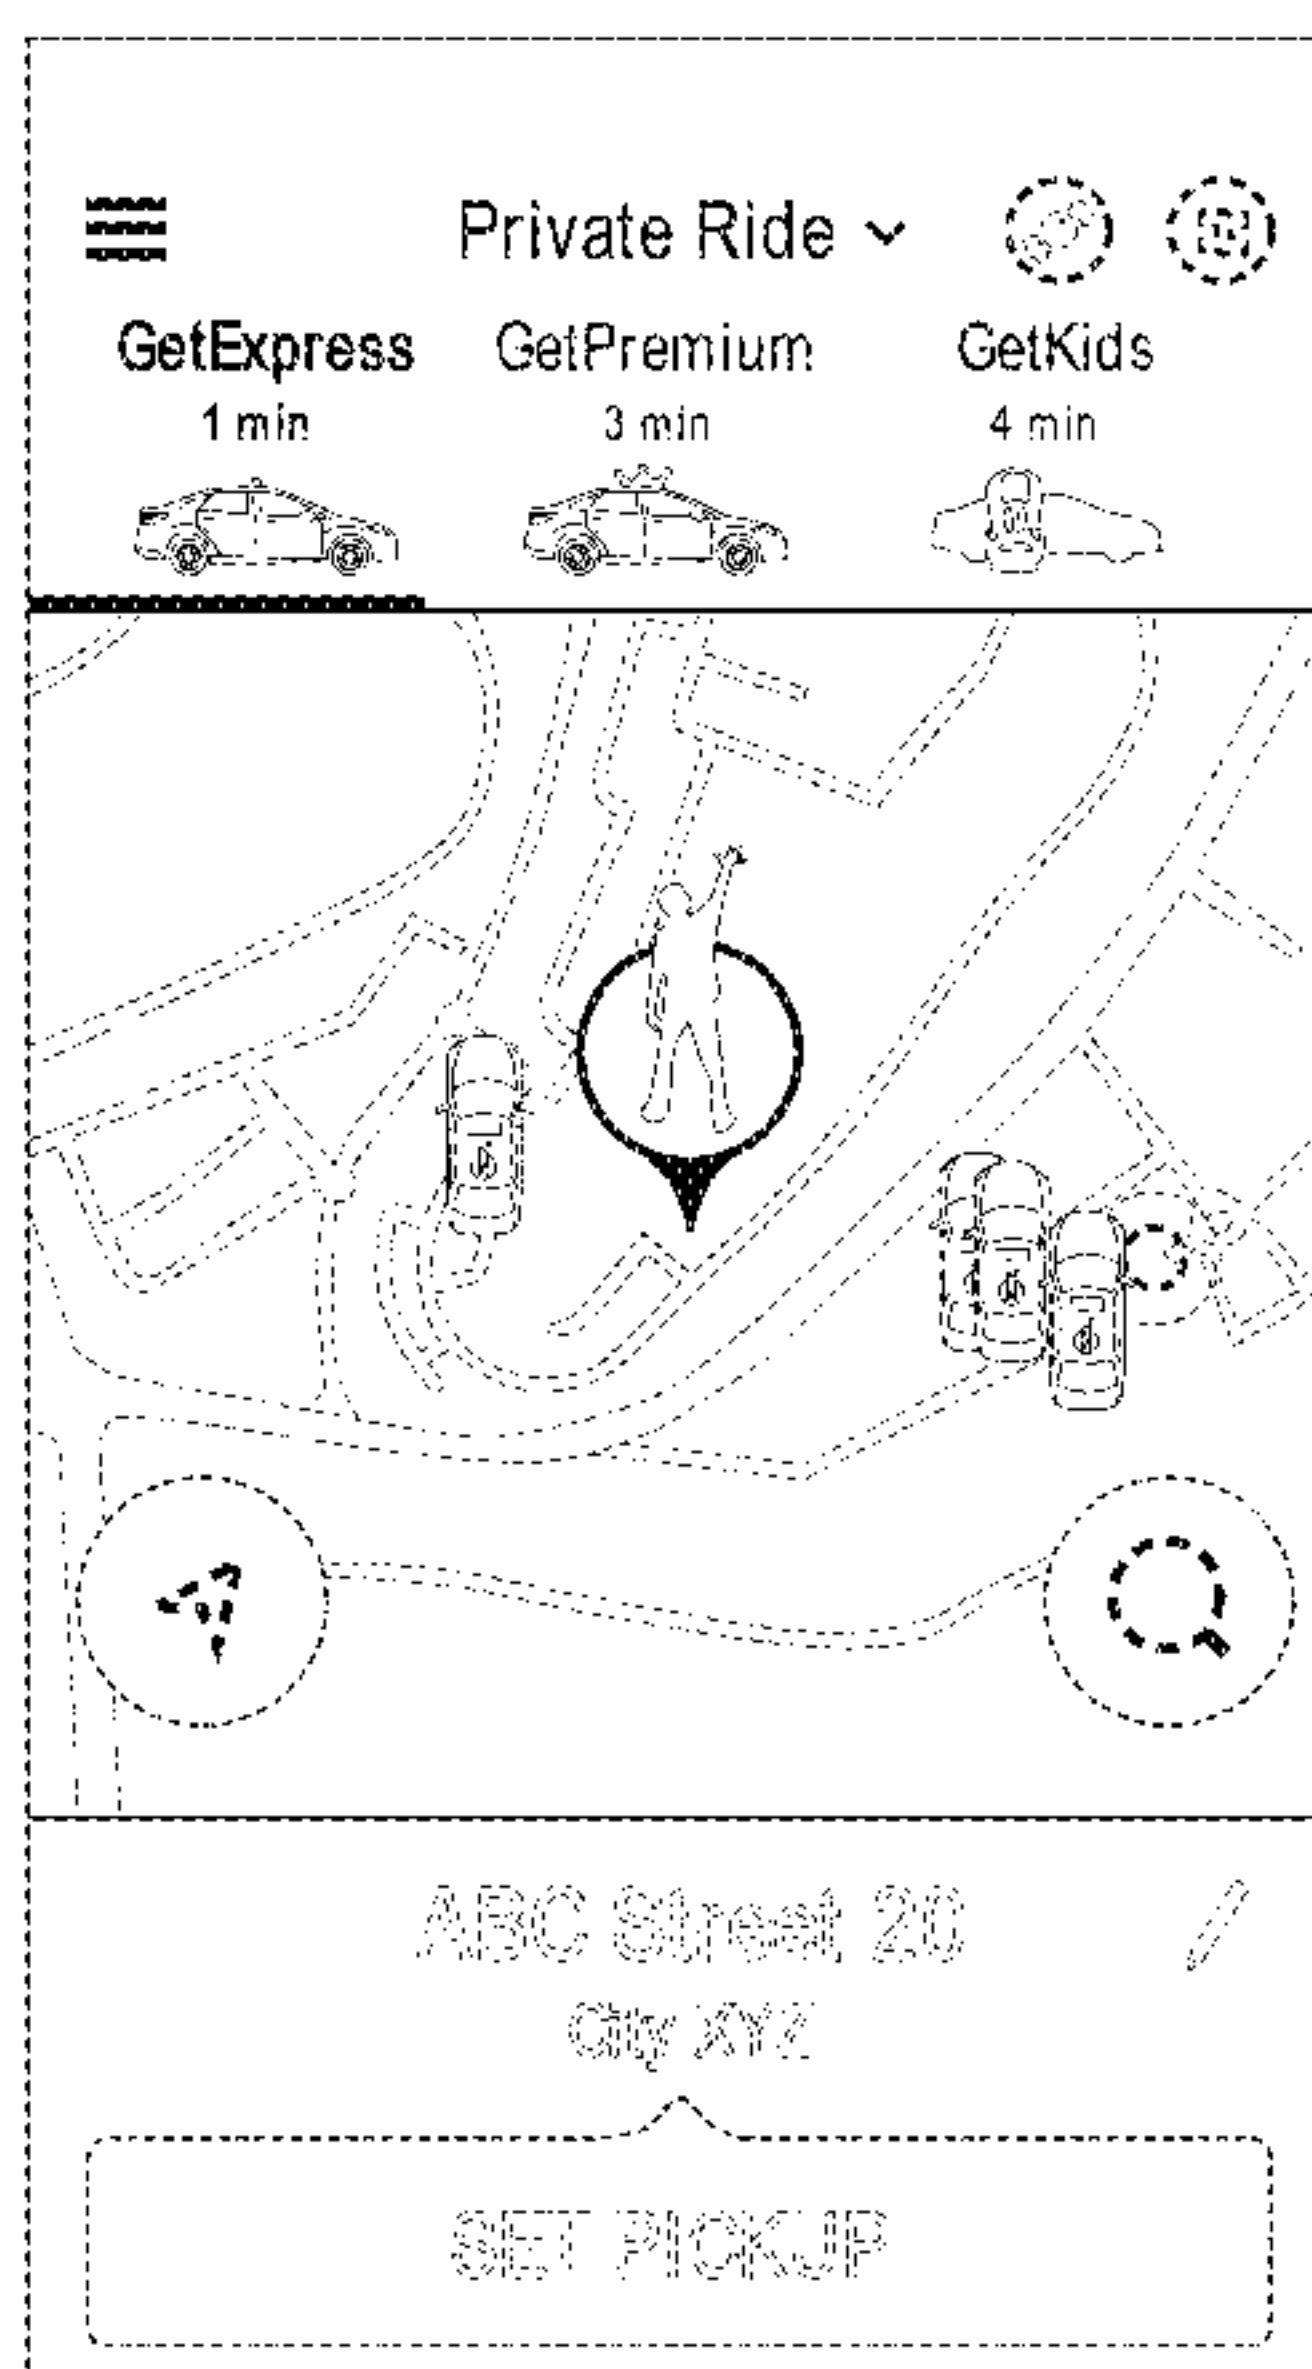 Private Ride
GetExpress GetPremium GetKids
1 min 3 min 4 min
ABC Street 20
City XYZ
SET PICKUP